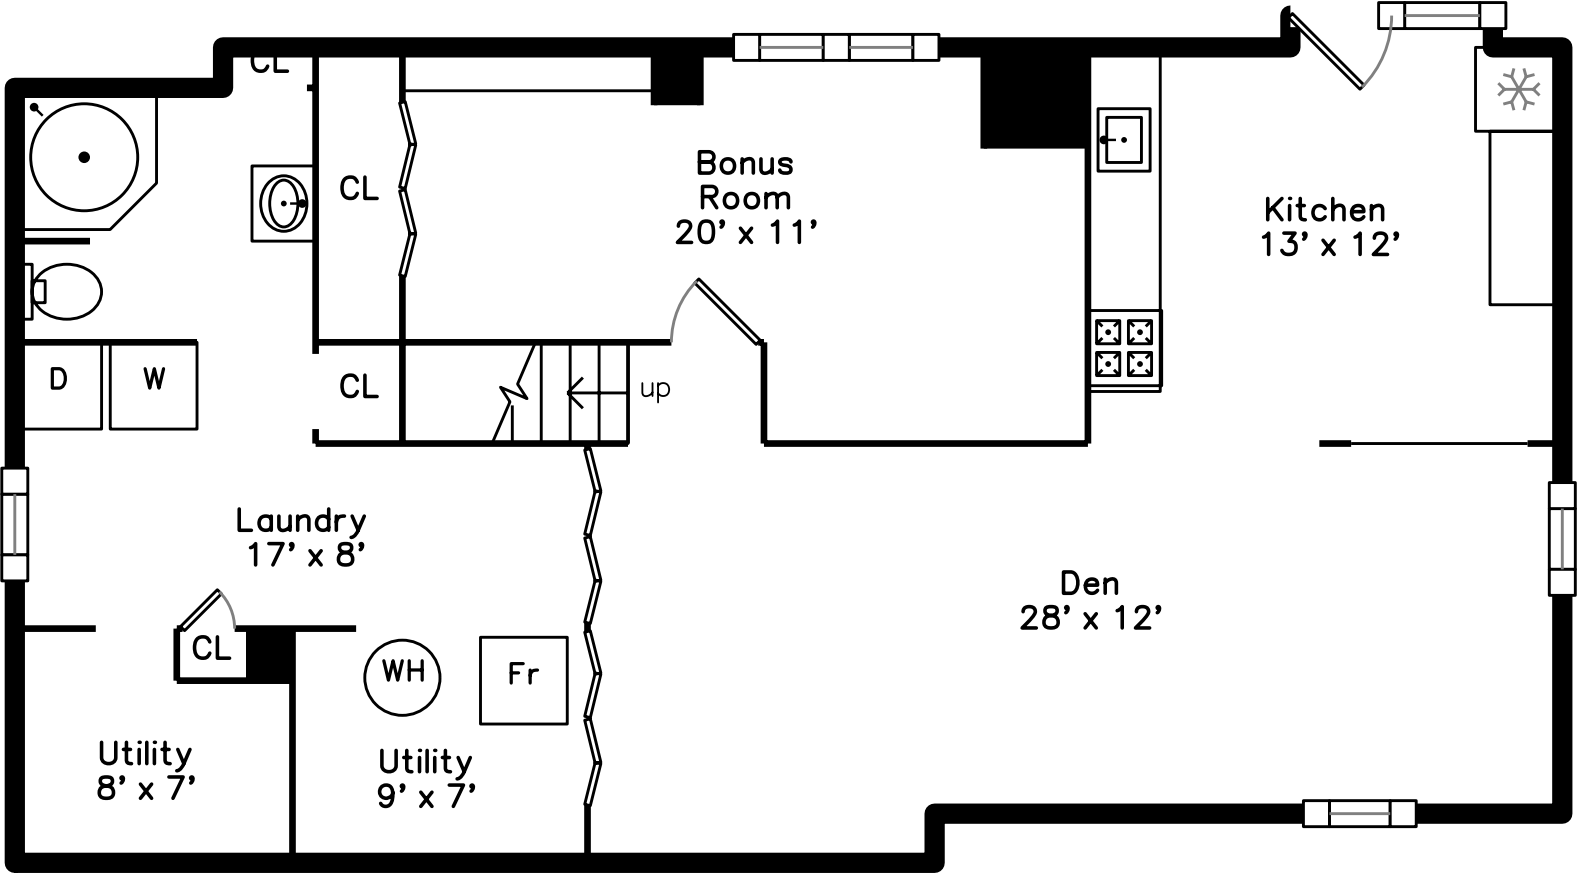 CL
Bonus
Room
20' x 11'
CL
Kitchen
13' x 12'
D
W
CL
up
Laundry
17' x 8'
Den
28' x 12'
CL
WH
Fr
Utility
8' x 7'
Utility
9' x 7'